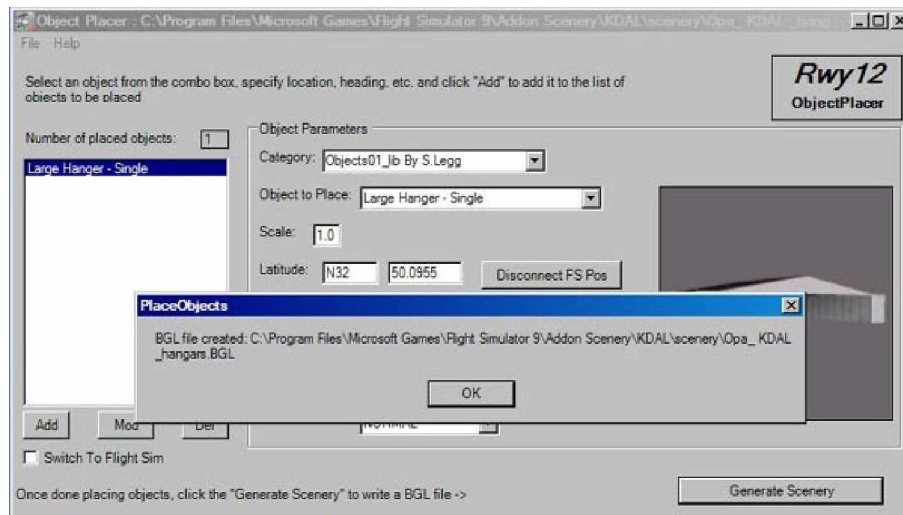 Object Placer : C:\Program Files\Microsoft Games\Flight Simulator 9\Addon Scenery\KDAL\scenery\Opa_ KDAL _hang
File Help
Select an object from the combo box, specify location, heading, etc. and click "Add" to add it to the list of
objects to be placed
Rwy12
ObjectPlacer
Number of placed objects: 1
Large Hanger - Single
Object Parameters
Category: Objects01_lib By S.Legg
Object to Place: Large Hanger - Single
Scale: 1.0
Latitude: N32 50.0955 Disconnect FS Pos
PlaceObjects
BGL file created: C:\Program Files\Microsoft Games\Flight Simulator 9\Addon Scenery\KDAL\scenery\Opa_ KDAL
_hangars.BGL
OK
Add Mod Del NORMAL
Switch To Flight Sim
Once done placing objects, click the "Generate Scenery" to write a BGL file -> Generate Scenery